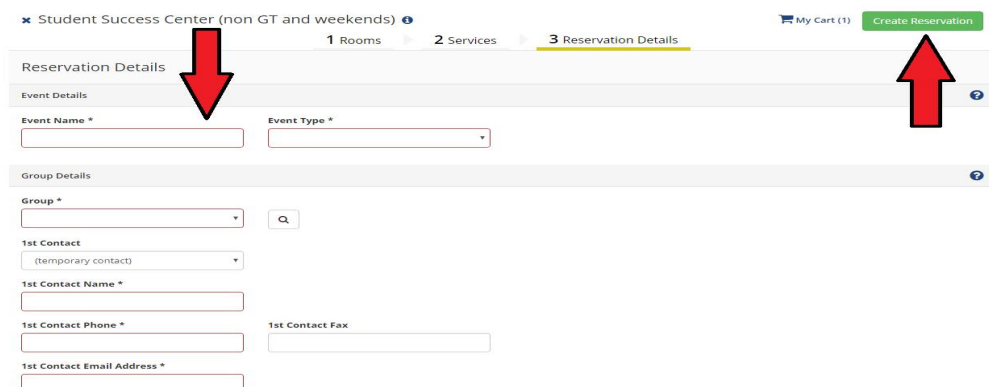 × Student Success Center (non GT and weekends)
My Cart (1) Create Reservation
1 Rooms 2 Services 3 Reservation Details
Reservation Details
Event Details
Event Name * Event Type *
Group Details
Group *
1st Contact
(temporary contact)
1st Contact Name *
1st Contact Phone * 1st Contact Fax
1st Contact Email Address *